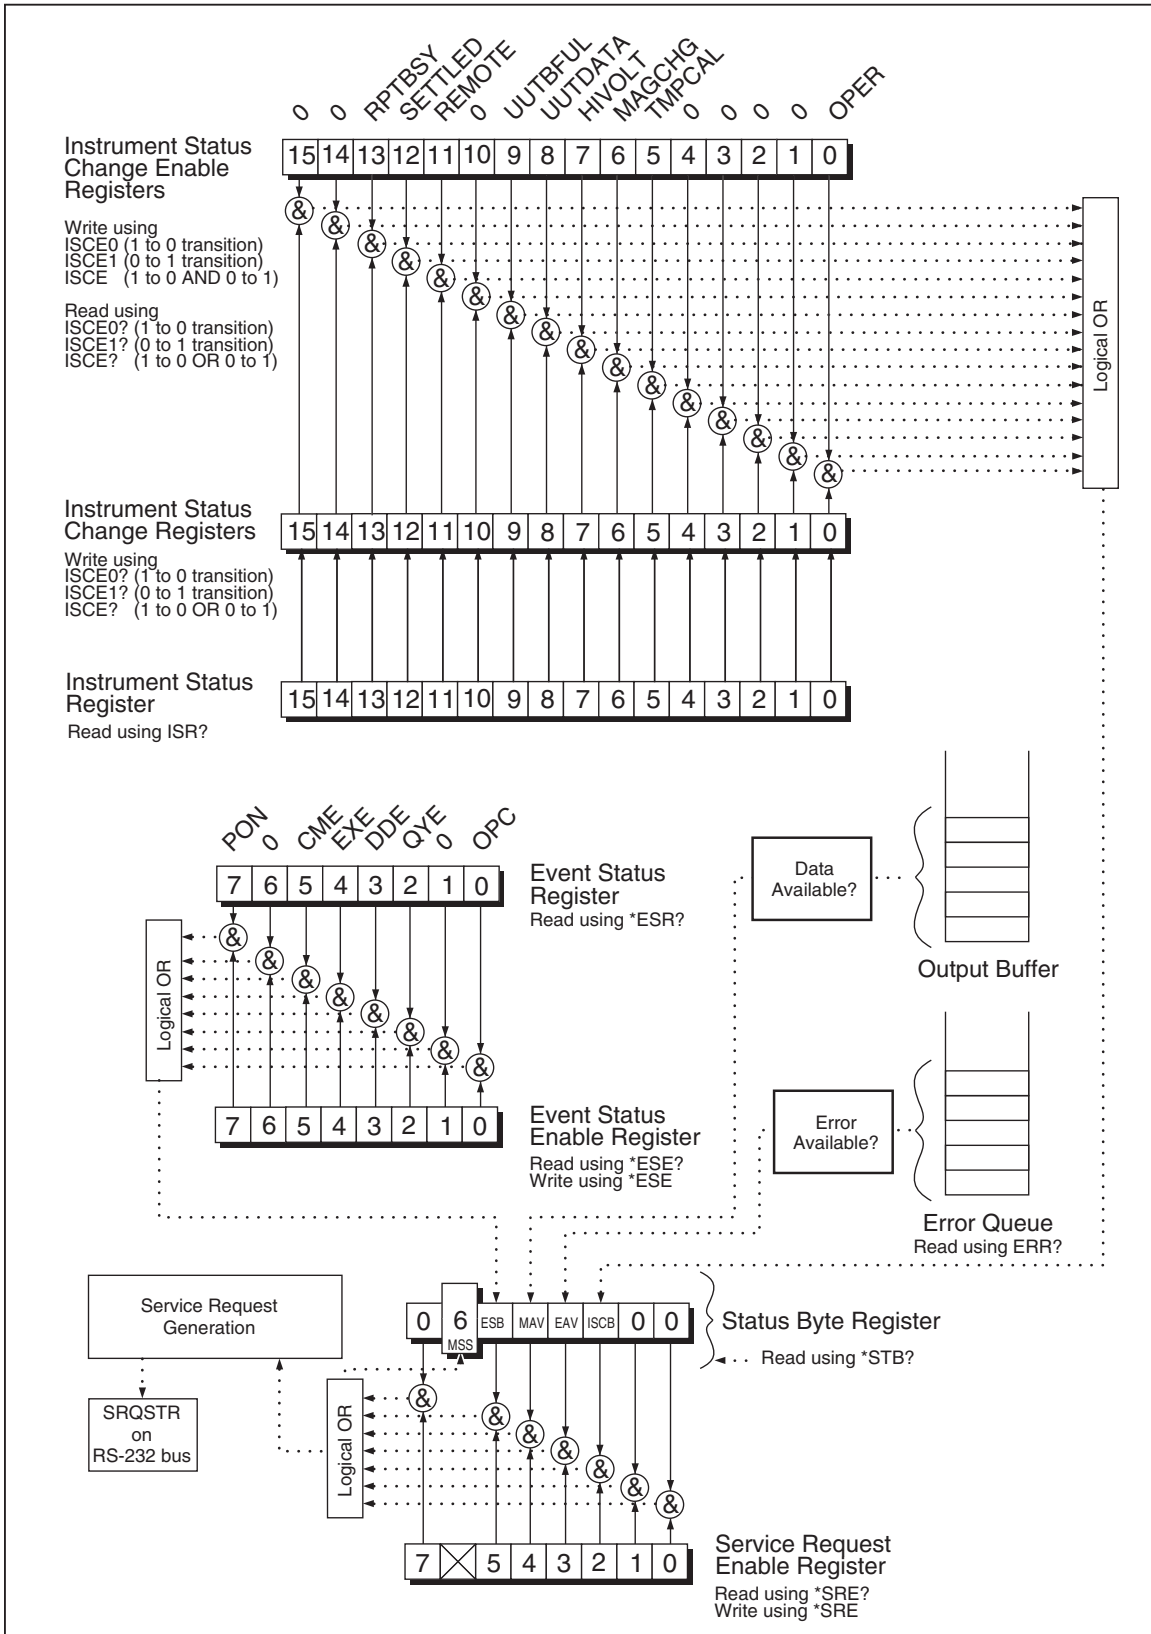 0 0 RPTBSY SETTLED REMOTE 0 UUTBFUL UUTDATA HIVOLT MAGCHG TMPCAL 0 0 0 0 OPER
Instrument Status
Change Enable
Registers
15 14 13 12 11 10 9 8 7 6 5 4 3 2 1 0
Write using
ISCE0 (1 to 0 transition)
ISCE1 (0 to 1 transition)
ISCE (1 to 0 AND 0 to 1)
Read using
ISCE0? (1 to 0 transition)
ISCE1? (0 to 1 transition)
ISCE? (1 to 0 OR 0 to 1)
& & & & & & & & & & & & & & & &
Logical OR
Instrument Status
Change Registers
15 14 13 12 11 10 9 8 7 6 5 4 3 2 1 0
Write using
ISCE0? (1 to 0 transition)
ISCE1? (0 to 1 transition)
ISCE? (1 to 0 OR 0 to 1)
Instrument Status
Register
15 14 13 12 11 10 9 8 7 6 5 4 3 2 1 0
Read using ISR?
PON 0 CME EXE DDE QYE 0 OPC
7 6 5 4 3 2 1 0
Event Status
Register
Read using *ESR?
& & & & & & & &
Logical OR
7 6 5 4 3 2 1 0
Event Status
Enable Register
Read using *ESE?
Write using *ESE
Data
Available?
Output Buffer
Error
Available?
Error Queue
Read using ERR?
Service Request
Generation
SRQSTR
on
RS-232 bus
0 6 ESB MAV EAV ISCB 0 0
MSS
Status Byte Register
Read using *STB?
& & & & & & &
Logical OR
7 5 4 3 2 1 0
Service Request
Enable Register
Read using *SRE?
Write using *SRE